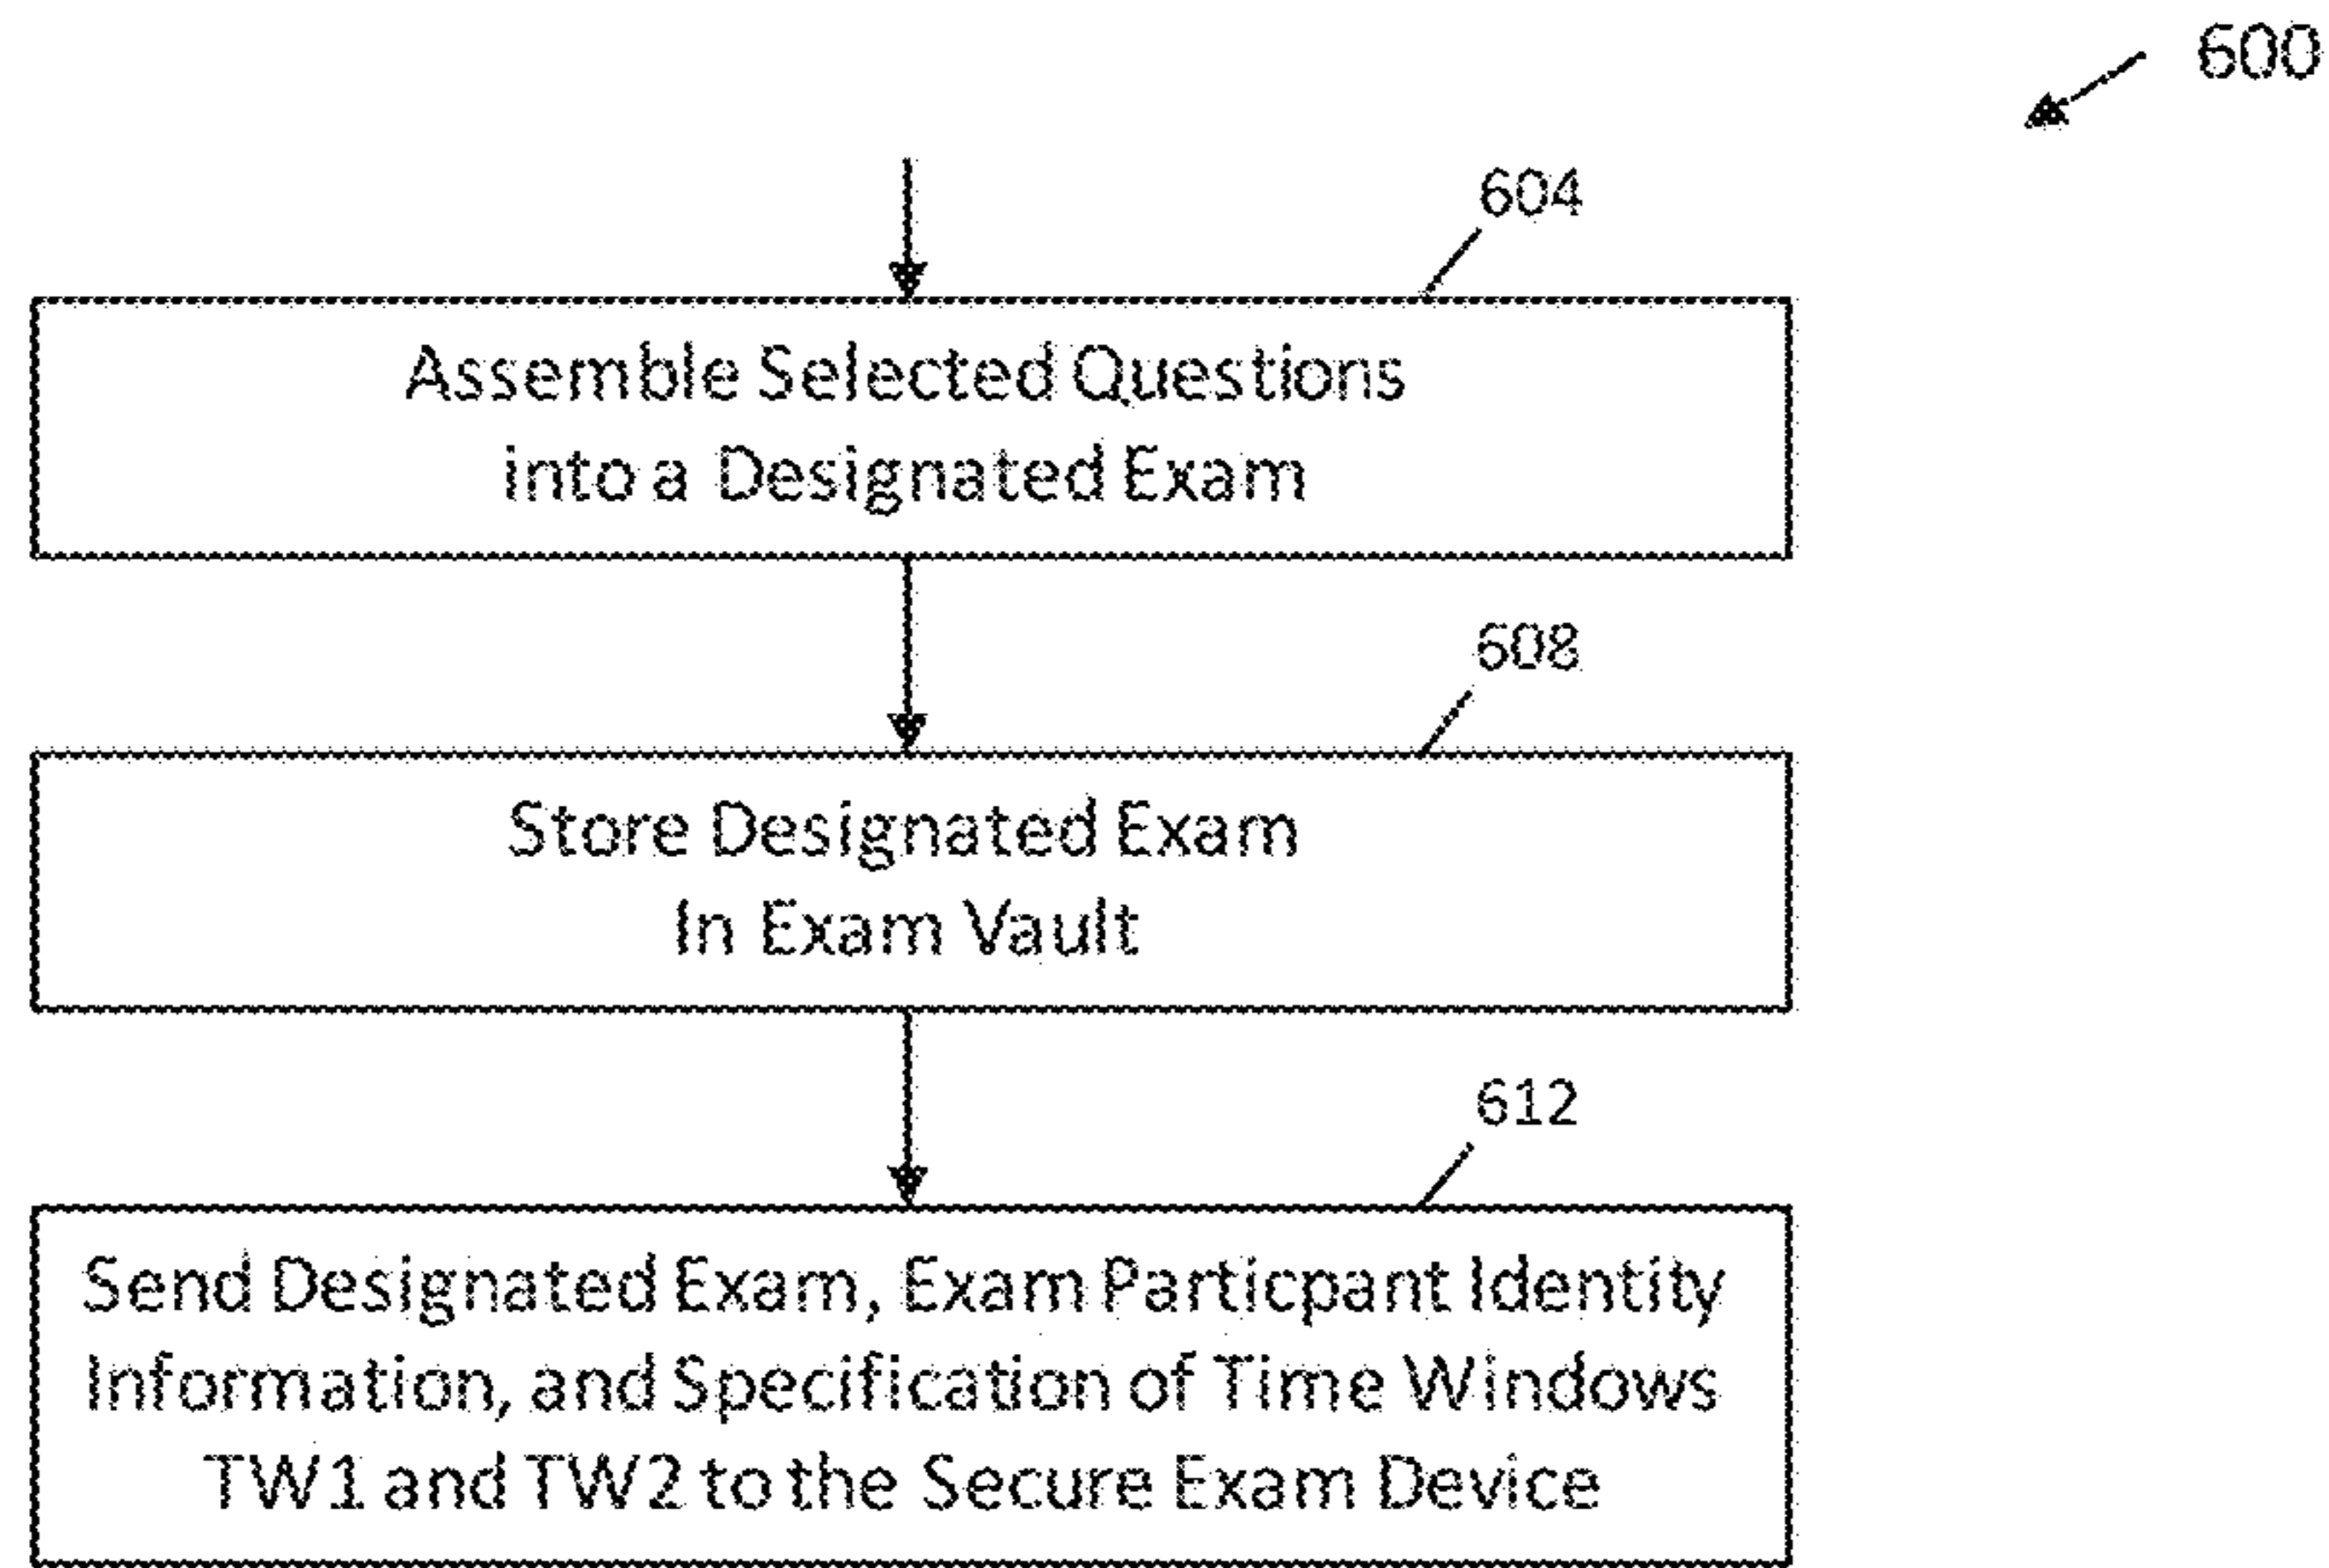 600
604
Assemble Selected Questions
into a Designated Exam
608
Store Designated Exam
In Exam Vault
612
Send Designated Exam, Exam Particpant Identity
Information, and Specification of Time Windows
TW1 and TW2 to the Secure Exam Device